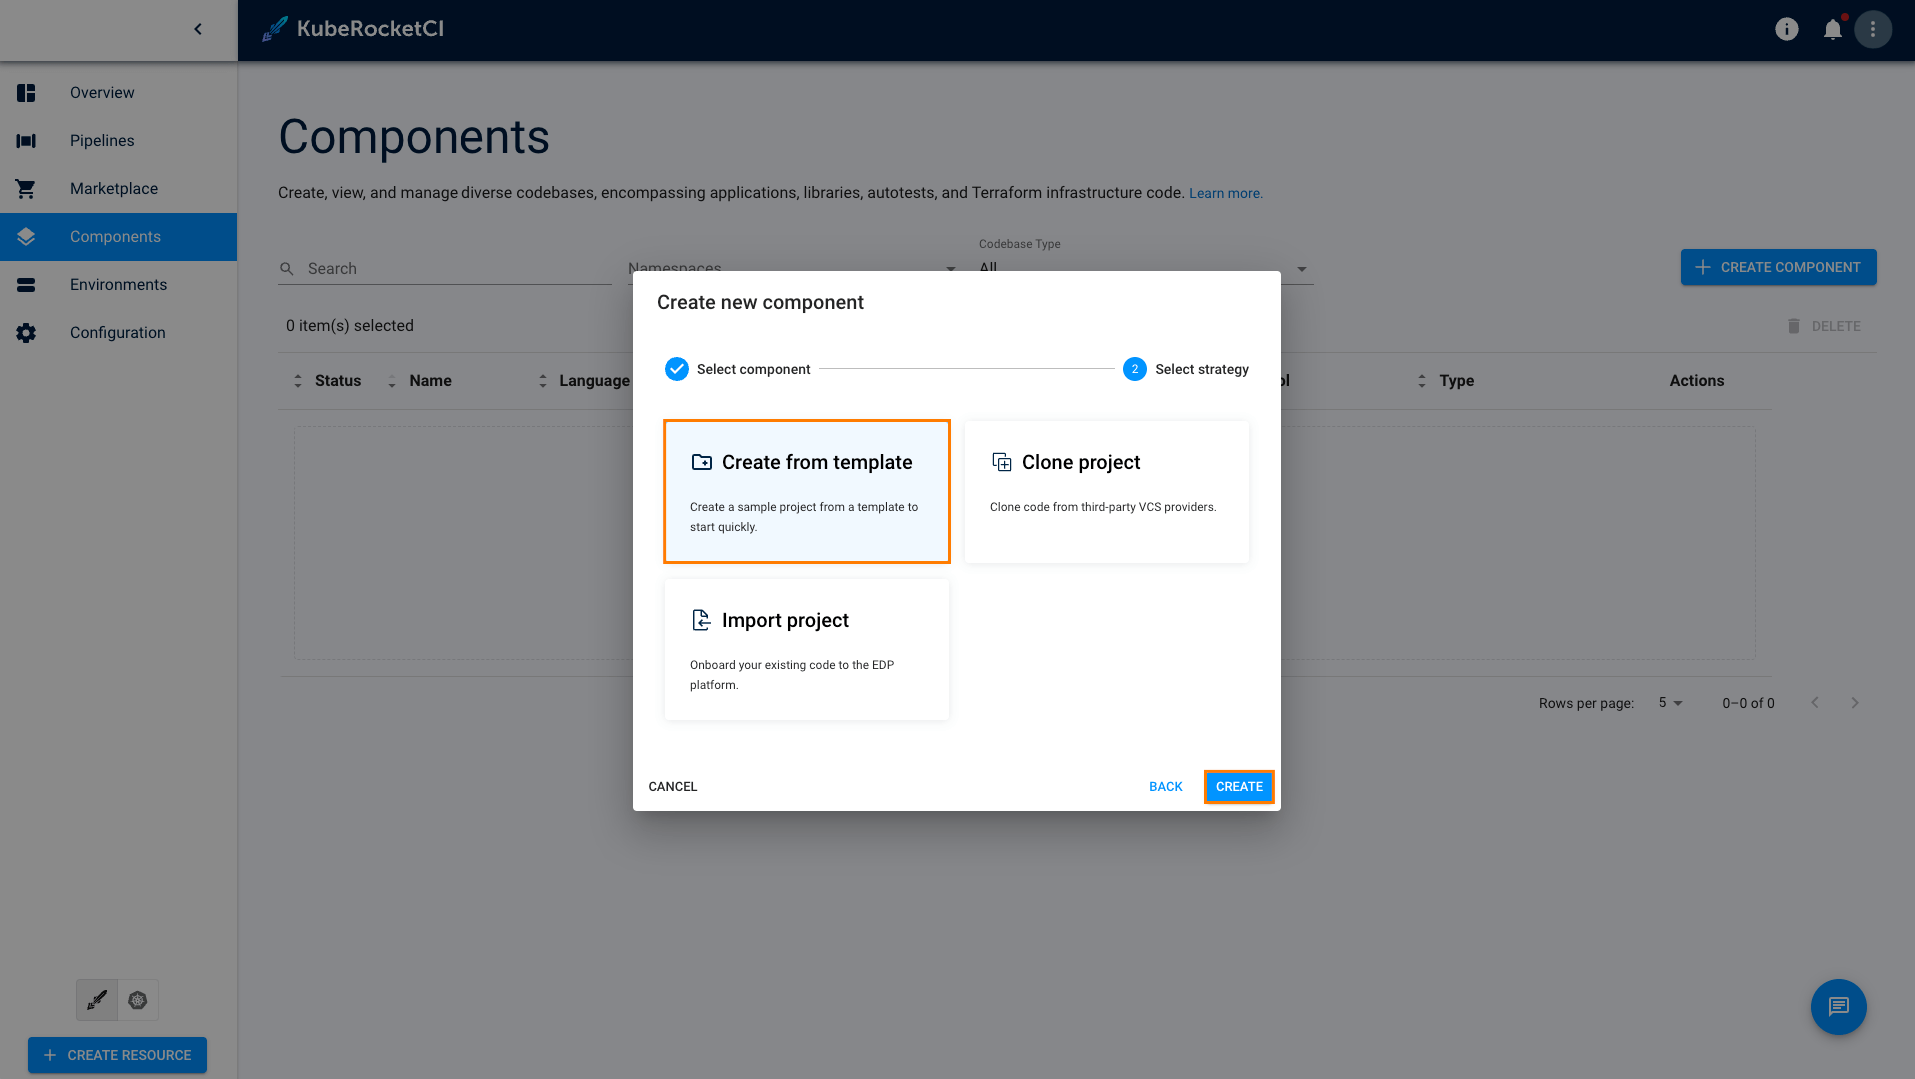 KubeRocketCI
Overview
Pipelines
Marketplace
Components
Environments
Configuration
CREATE RESOURCE
Components
Create, view, and manage diverse codebases, encompassing applications, libraries, autotests, and Terraform infrastructure code. Learn more.
Codebase Type
Search
Namespaces
All
CREATE COMPONENT
0 item(s) selected
DELETE
Status
Name
Language
Type
Actions
Rows per page:
5
0–0 of 0
Create new component
Select component
2
Select strategy
Create from template
Create a sample project from a template to
start quickly.
Clone project
Clone code from third-party VCS providers.
Import project
Onboard your existing code to the EDP
platform.
CANCEL
BACK
CREATE